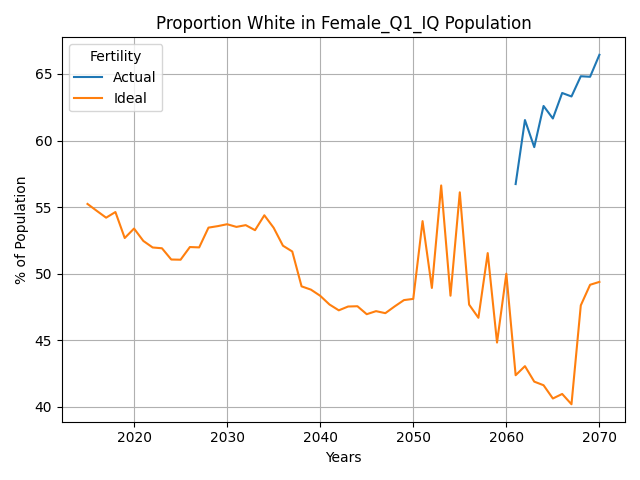 Proportion White in Female_Q1_IQ Population
Fertility
Actual
Ideal
% of Population
65
60
55
50
45
40
2020
2030
2040
2050
2060
2070
Years